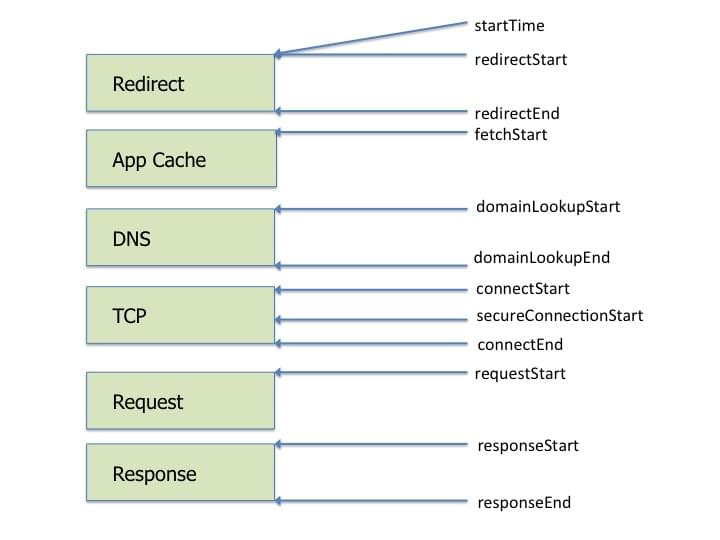 startTime
redirectStart
Redirect
redirectEnd
fetchStart
App Cache
domainLookupStart
DNS
domainLookupEnd
connectStart
TCP
secureConnectionStart
connectEnd
requestStart
Request
responseStart
Response
responseEnd